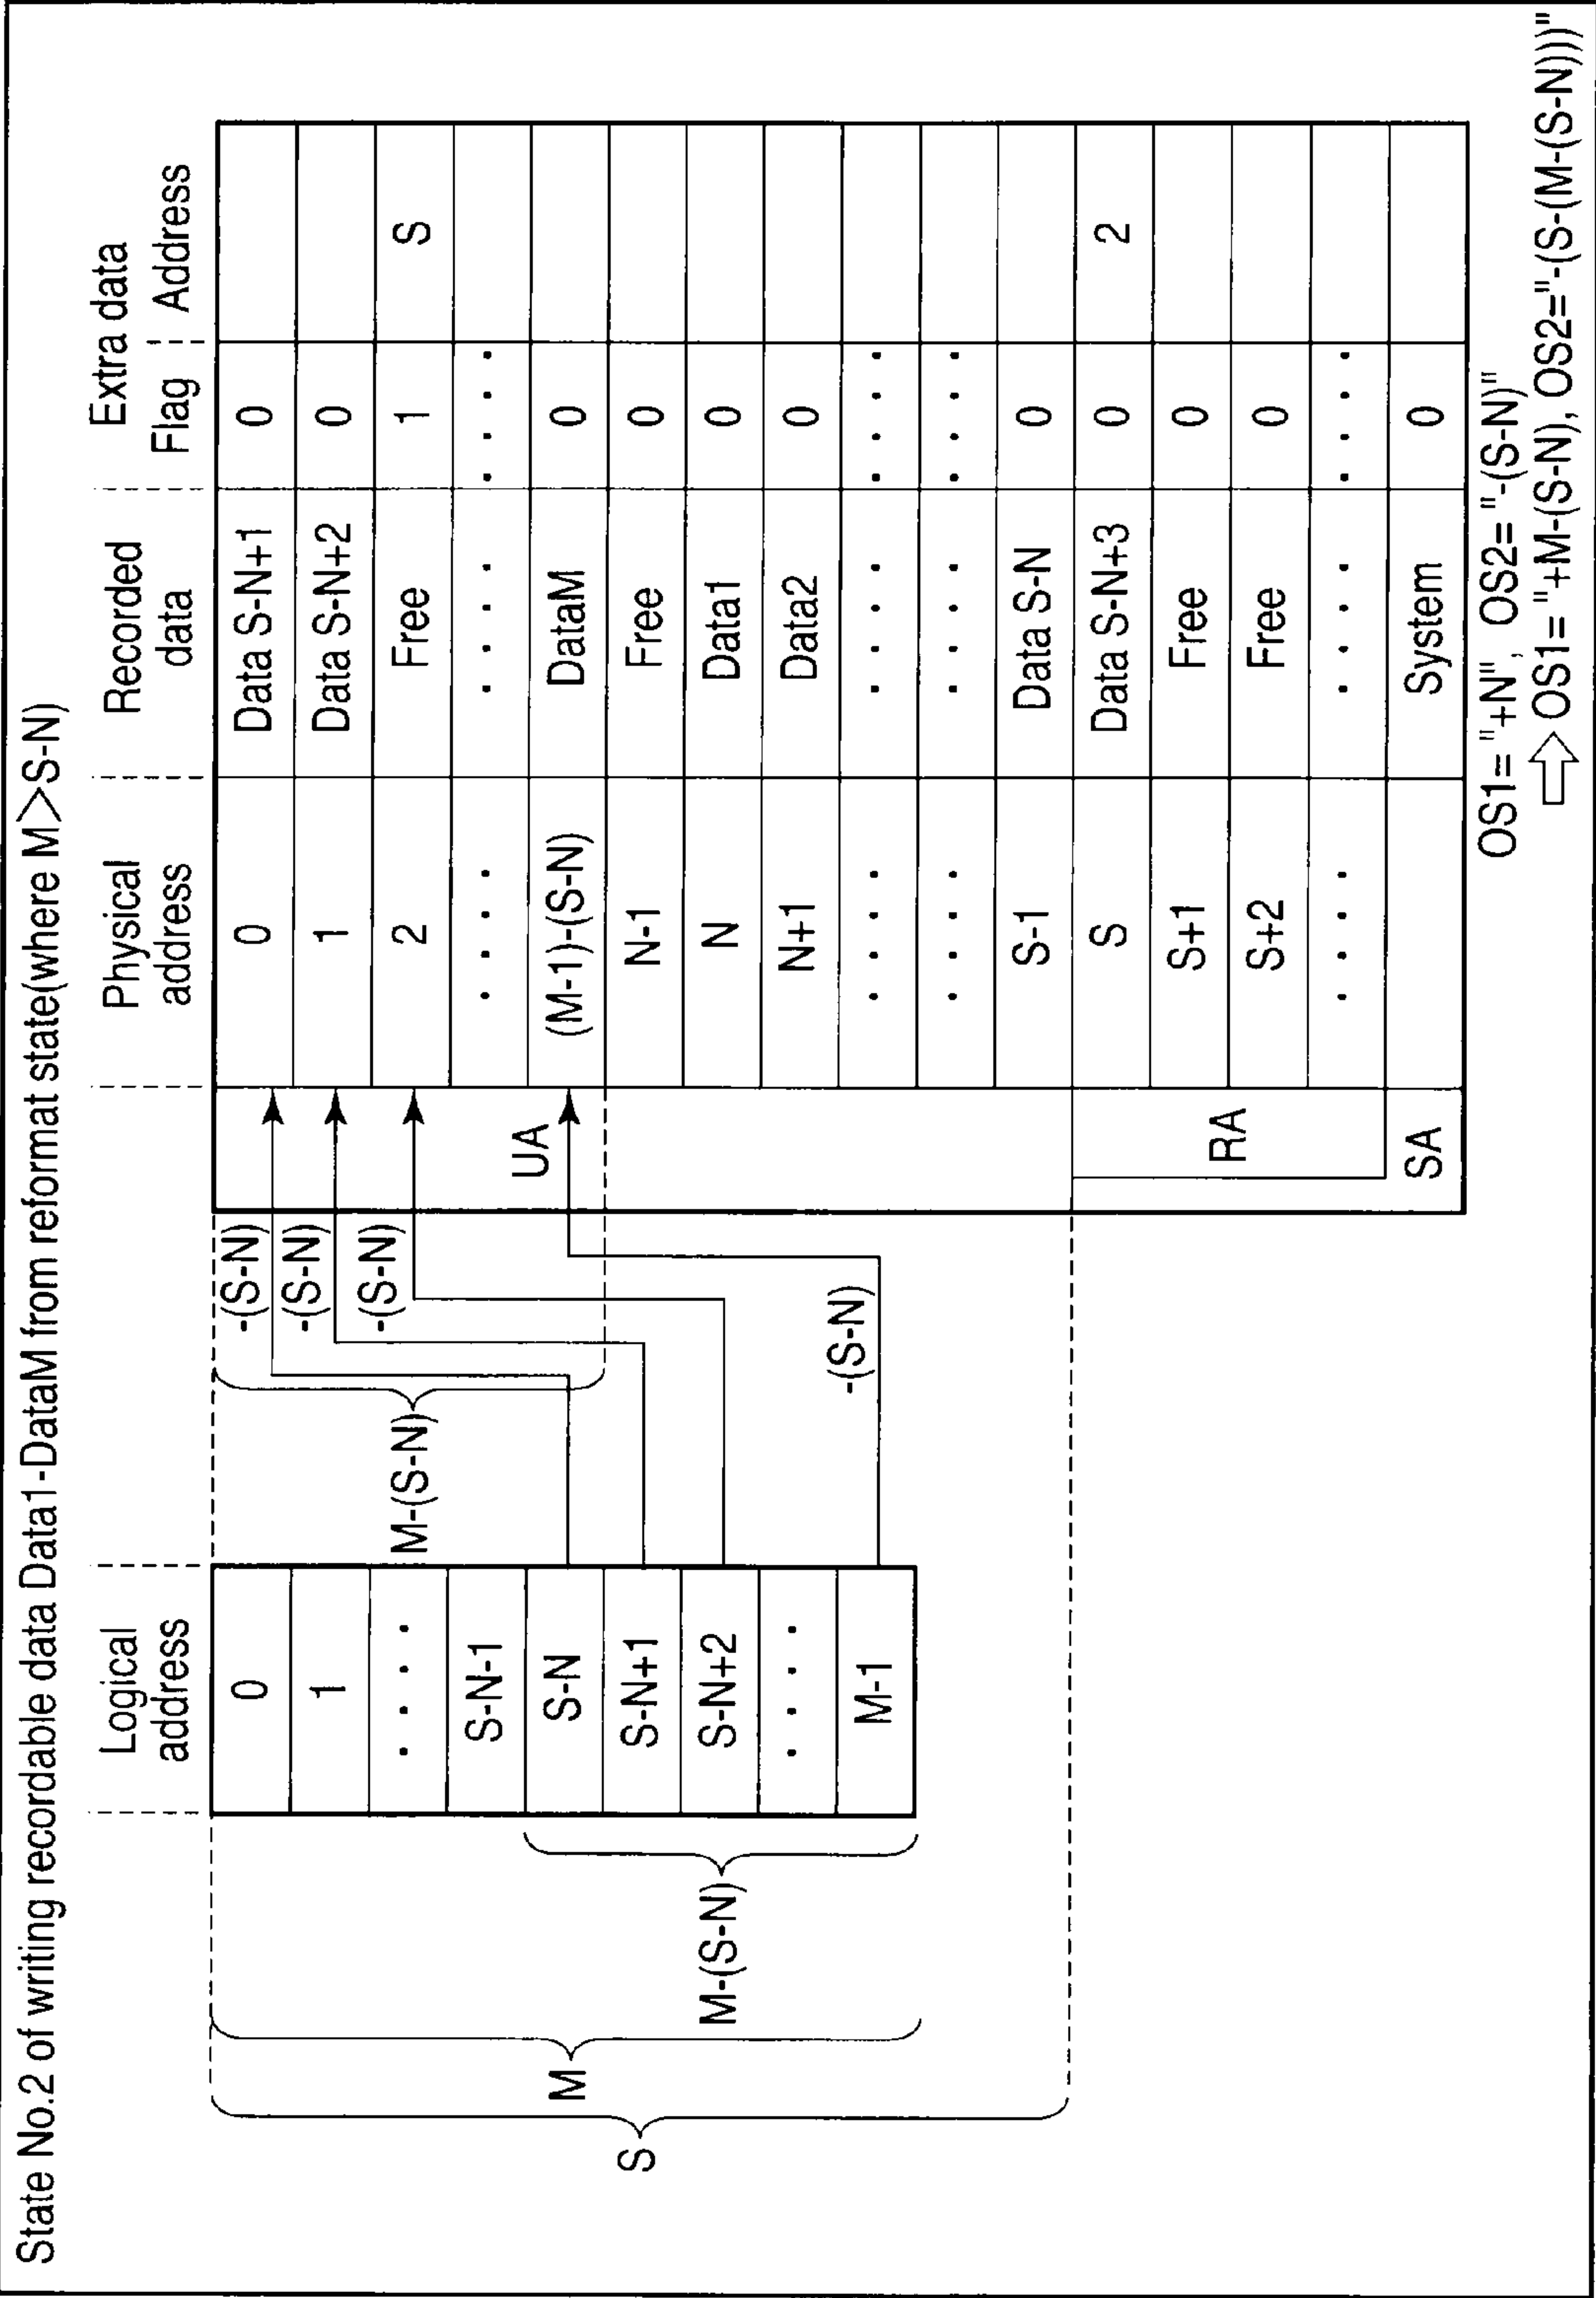 State No.2 of writing recordable data Data1-DataM from reformat state(where M>S-N)
Logical address
0
1
· · · ·
S-N-1
S-N
S-N+1
S-N+2
· · · ·
M-1
S
M
M-(S-N)
M-(S-N)
-(S-N)
-(S-N)
-(S-N)
-(S-N)
UA
RA
SA
Extra data
Physical address Recorded data Flag Address
0 Data S-N+1 0
1 Data S-N+2 0
2 Free 1 S
· · · · · · · · · · · ·
(M-1)-(S-N) DataM 0
N-1 Free 0
N Data1 0
N+1 Data2 0
· · · · · · · · · · · ·
· · · · · · · · · · · ·
S-1 Data S-N 0
S Data S-N+3 0 2
S+1 Free 0
S+2 Free 0
· · · · · · · · · · · ·
System 0
OS1= "+N", OS2= "-(S-N)"
⇨ OS1= "+M-(S-N), OS2="-(S-(M-(S-N)))"